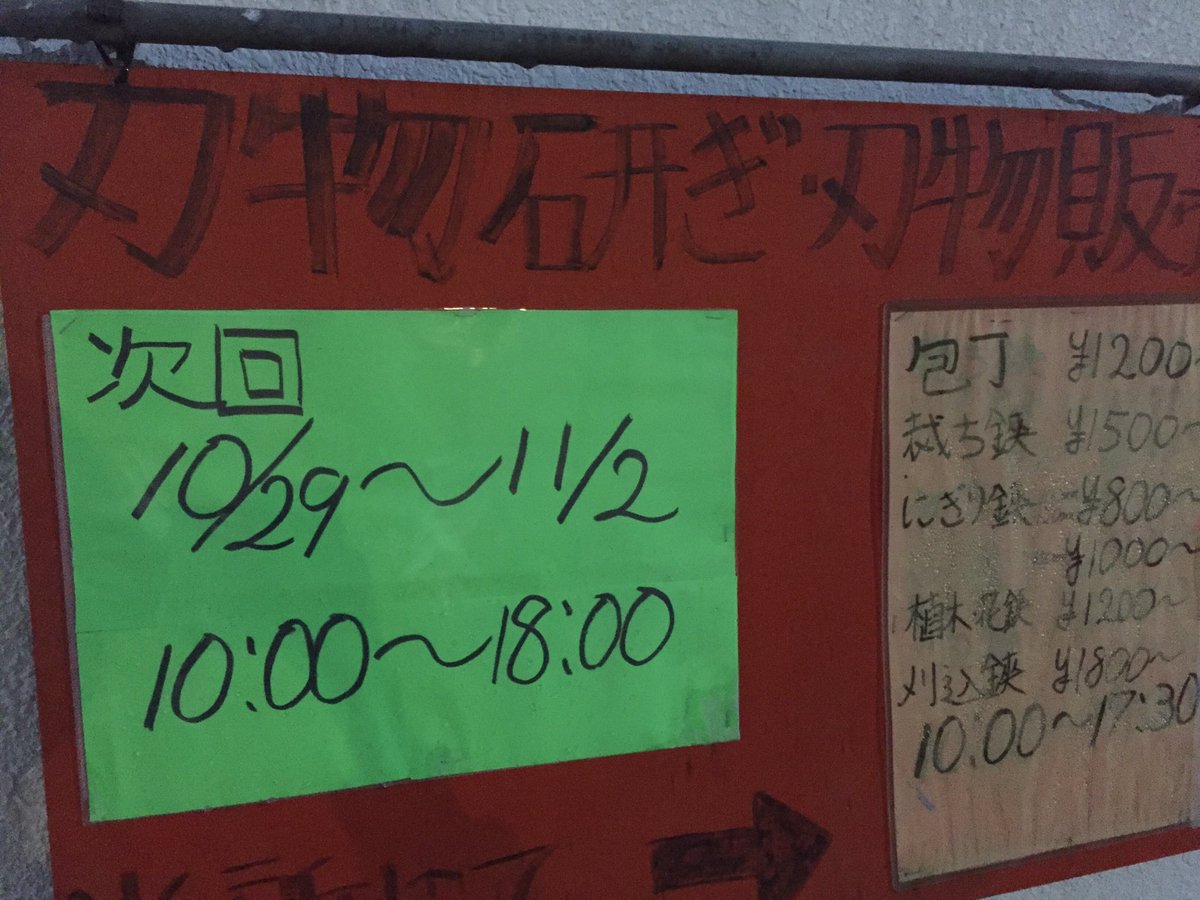 刃物研ぎ・刃物販
次回
10/29〜11/2
10:00〜18:00
包丁 ¥1200〜
裁ち鋏 ¥1500〜
にぎり鋏 ¥800〜
¥1000〜
植木・花鋏 ¥1200〜
刈込鋏 ¥1800〜
10:00〜17:30
にて